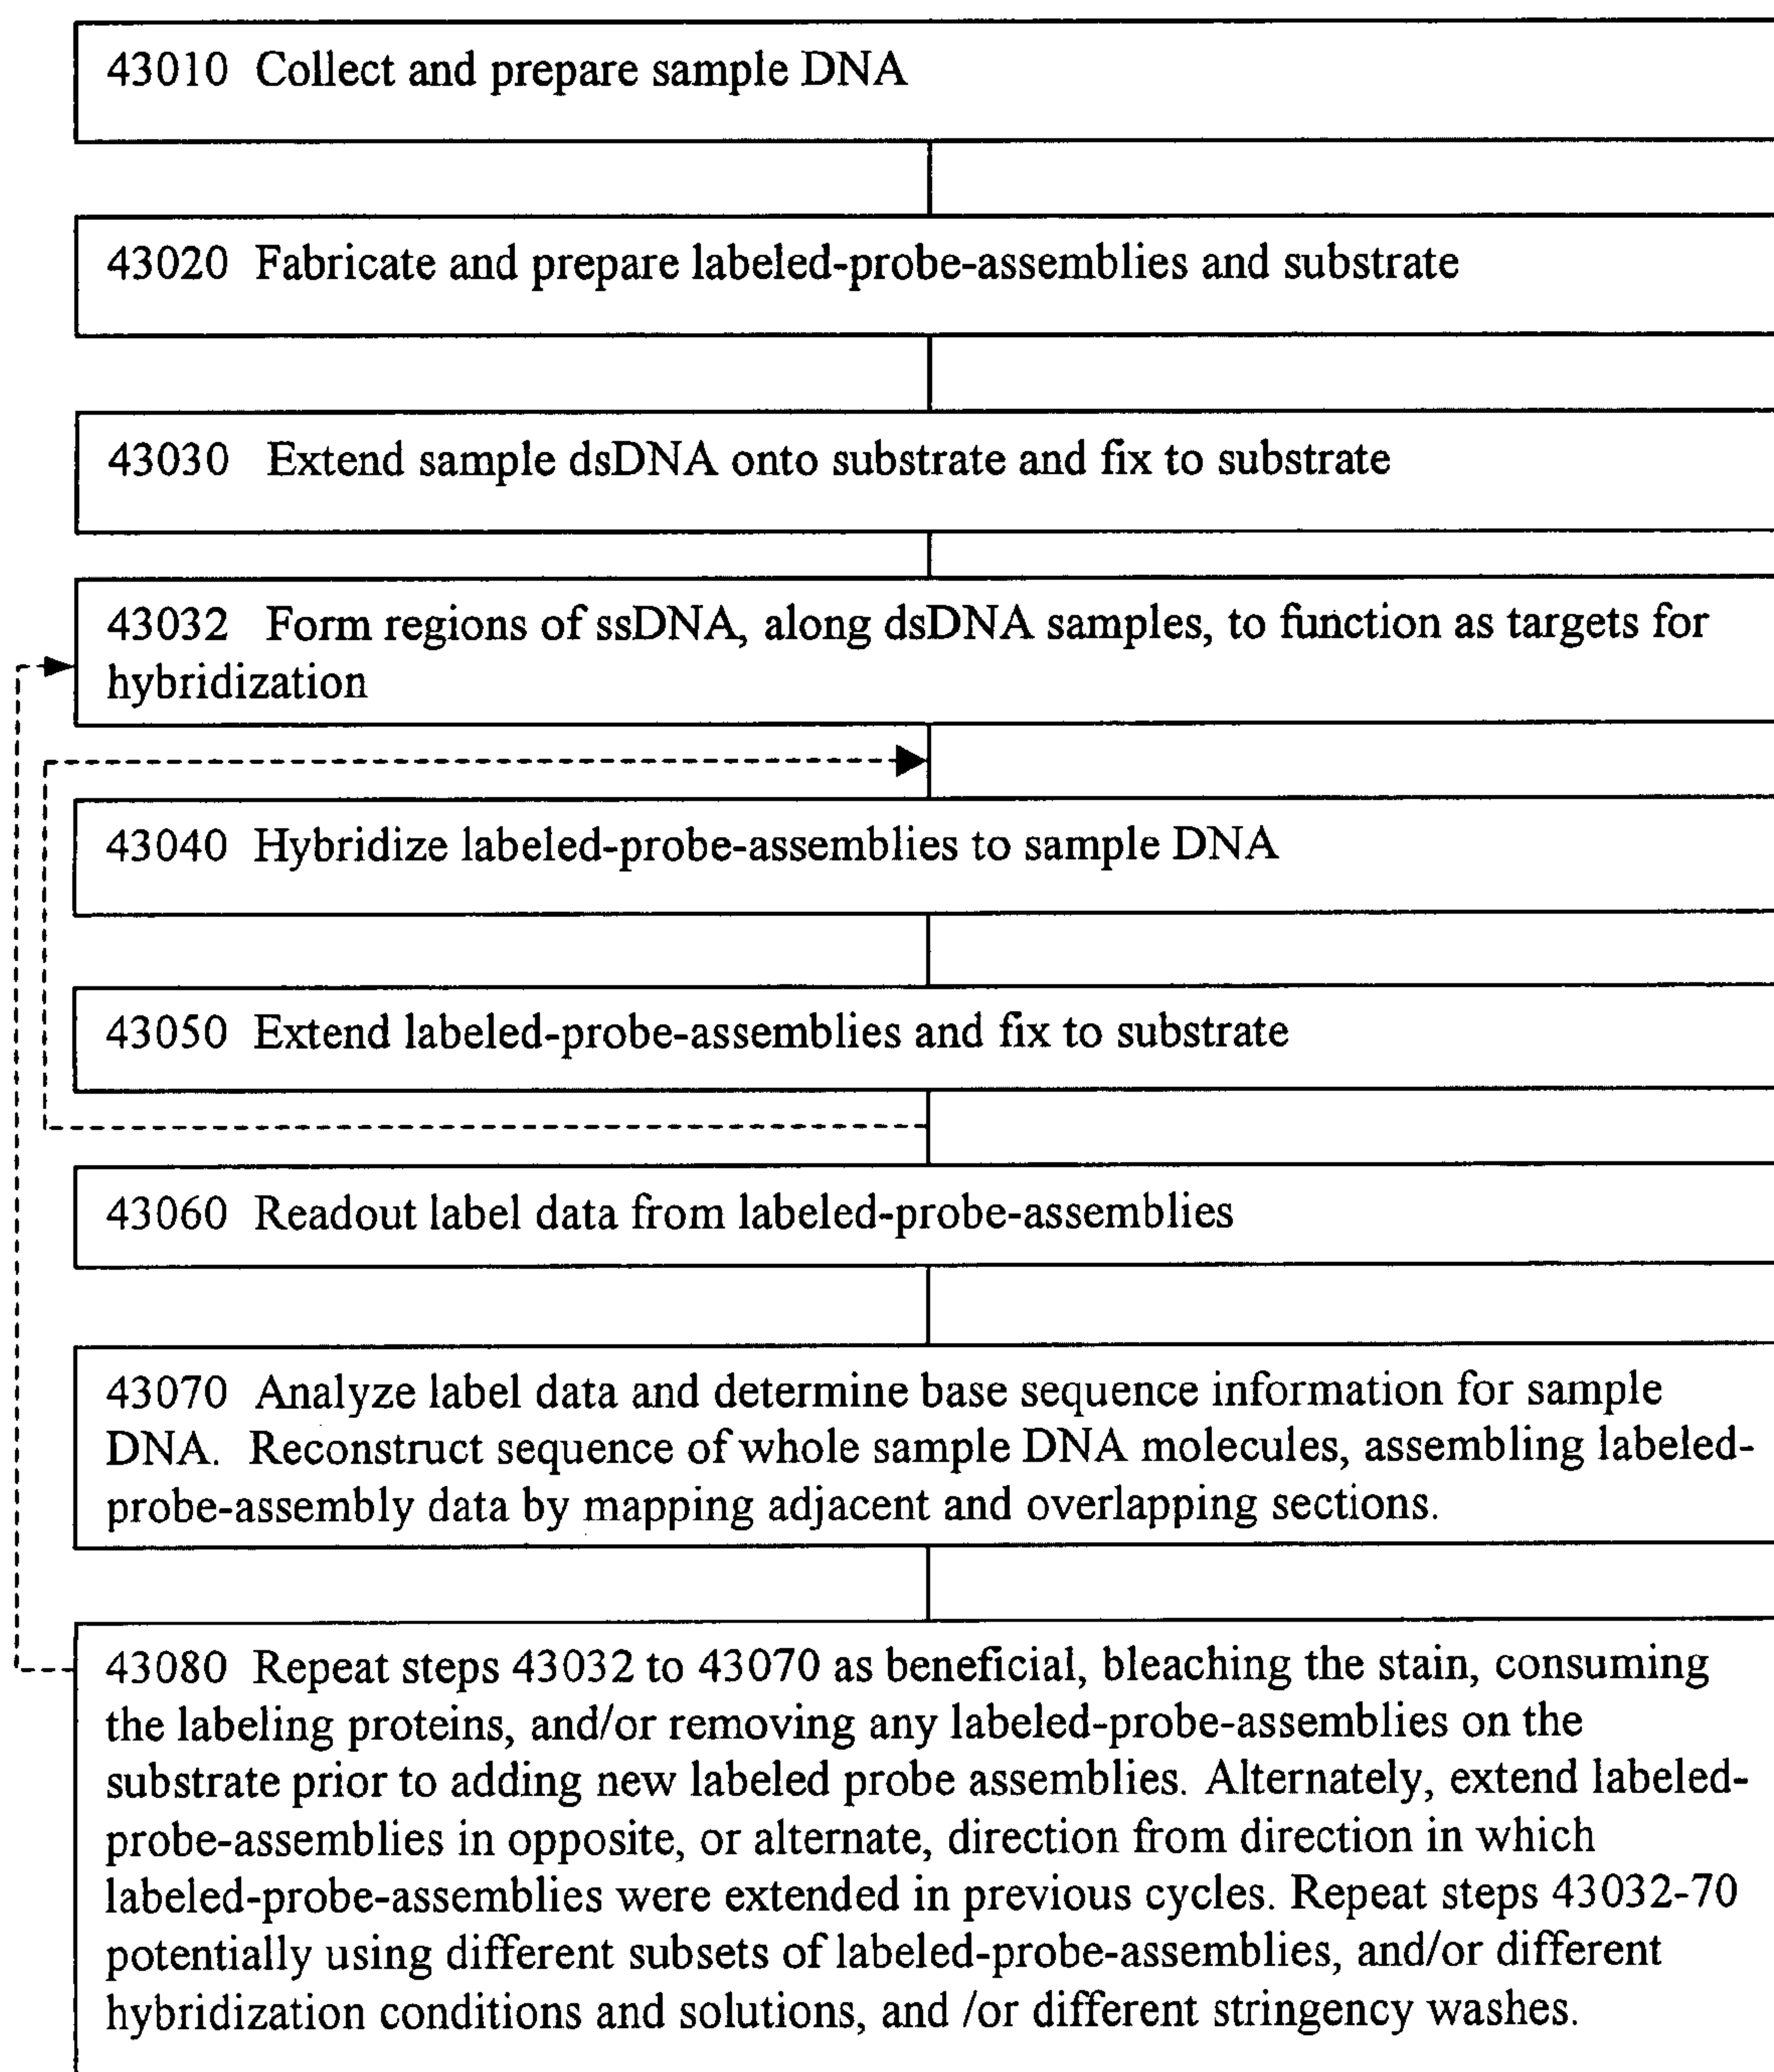 43010 Collect and prepare sample DNA
43020 Fabricate and prepare labeled-probe-assemblies and substrate
43030 Extend sample dsDNA onto substrate and fix to substrate
43032 Form regions of ssDNA, along dsDNA samples, to function as targets for
hybridization
43040 Hybridize labeled-probe-assemblies to sample DNA
43050 Extend labeled-probe-assemblies and fix to substrate
43060 Readout label data from labeled-probe-assemblies
43070 Analyze label data and determine base sequence information for sample
DNA. Reconstruct sequence of whole sample DNA molecules, assembling labeled-
probe-assembly data by mapping adjacent and overlapping sections.
43080 Repeat steps 43032 to 43070 as beneficial, bleaching the stain, consuming
the labeling proteins, and/or removing any labeled-probe-assemblies on the
substrate prior to adding new labeled probe assemblies. Alternately, extend labeled-
probe-assemblies in opposite, or alternate, direction from direction in which
labeled-probe-assemblies were extended in previous cycles. Repeat steps 43032-70
potentially using different subsets of labeled-probe-assemblies, and/or different
hybridization conditions and solutions, and /or different stringency washes.